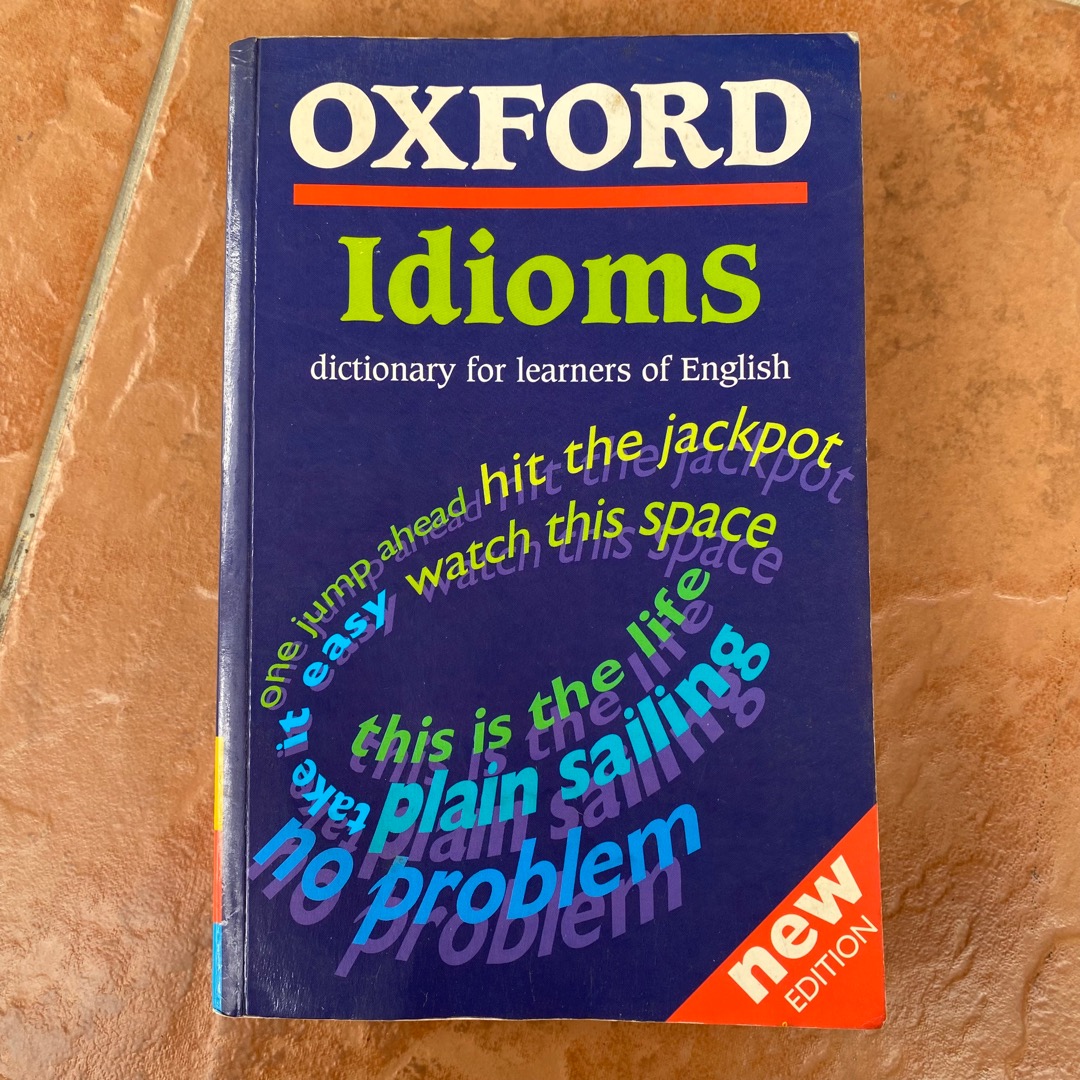 OXFORD
Idioms
dictionary for learners of English
one jump ahead hit the jackpot
take it easy watch this space
this is the life
plain sailing
no problem
new
EDITION